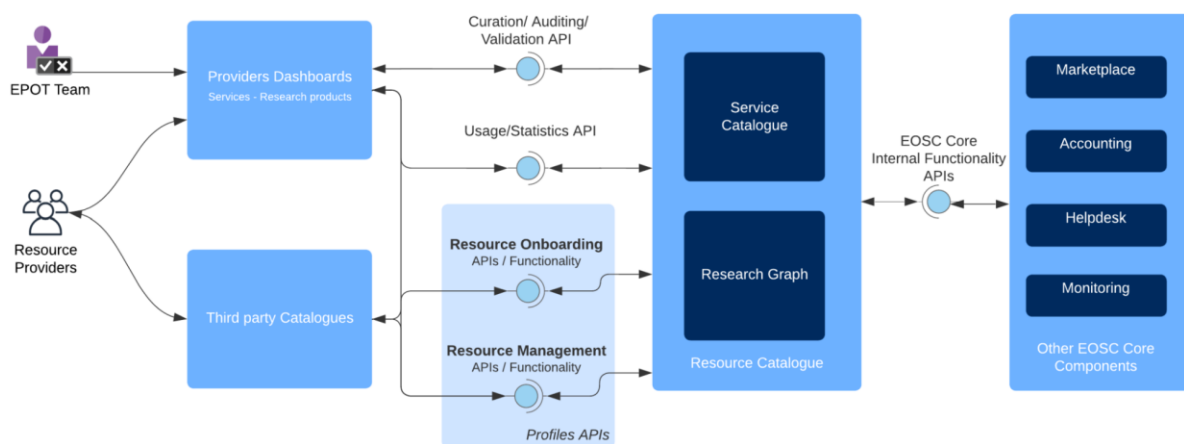 EPOT Team
Resource
Providers
Providers Dashboards
Services - Research products
Third party Catalogues
Curation/ Auditing/
Validation API
Usage/Statistics API
Resource Onboarding
APIs / Functionality
Resource Management
APIs / Functionality
Profiles APIs
Service
Catalogue
Research Graph
Resource Catalogue
EOSC Core
Internal Functionality
APIs
Marketplace
Accounting
Helpdesk
Monitoring
Other EOSC Core
Components